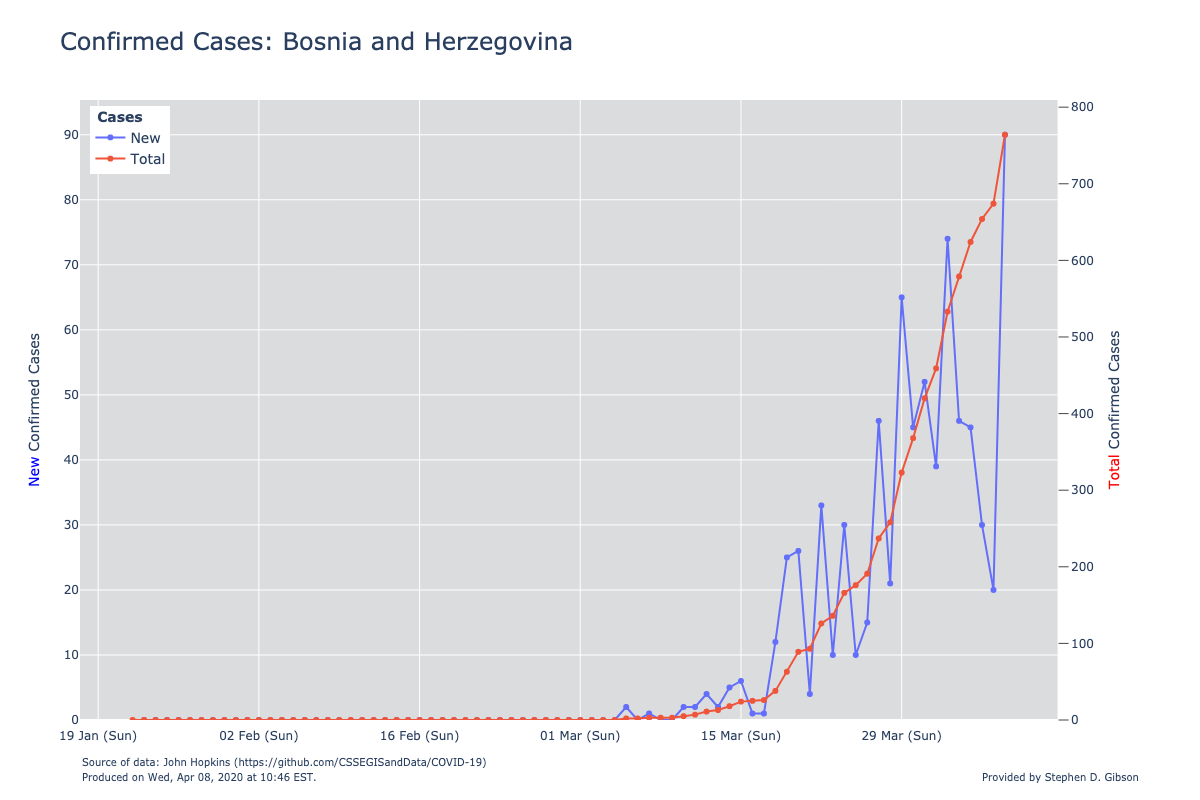 Confirmed Cases: Bosnia and Herzegovina
Cases
New
Total
90
80
70
60
50
40
30
20
10
0
800
700
600
500
400
300
200
100
0
New Confirmed Cases
Total Confirmed Cases
19 Jan (Sun) 02 Feb (Sun) 16 Feb (Sun) 01 Mar (Sun) 15 Mar (Sun) 29 Mar (Sun)
Source of data: John Hopkins (https://github.com/CSSEGISandData/COVID-19)
Produced on Wed, Apr 08, 2020 at 10:46 EST.
Provided by Stephen D. Gibson